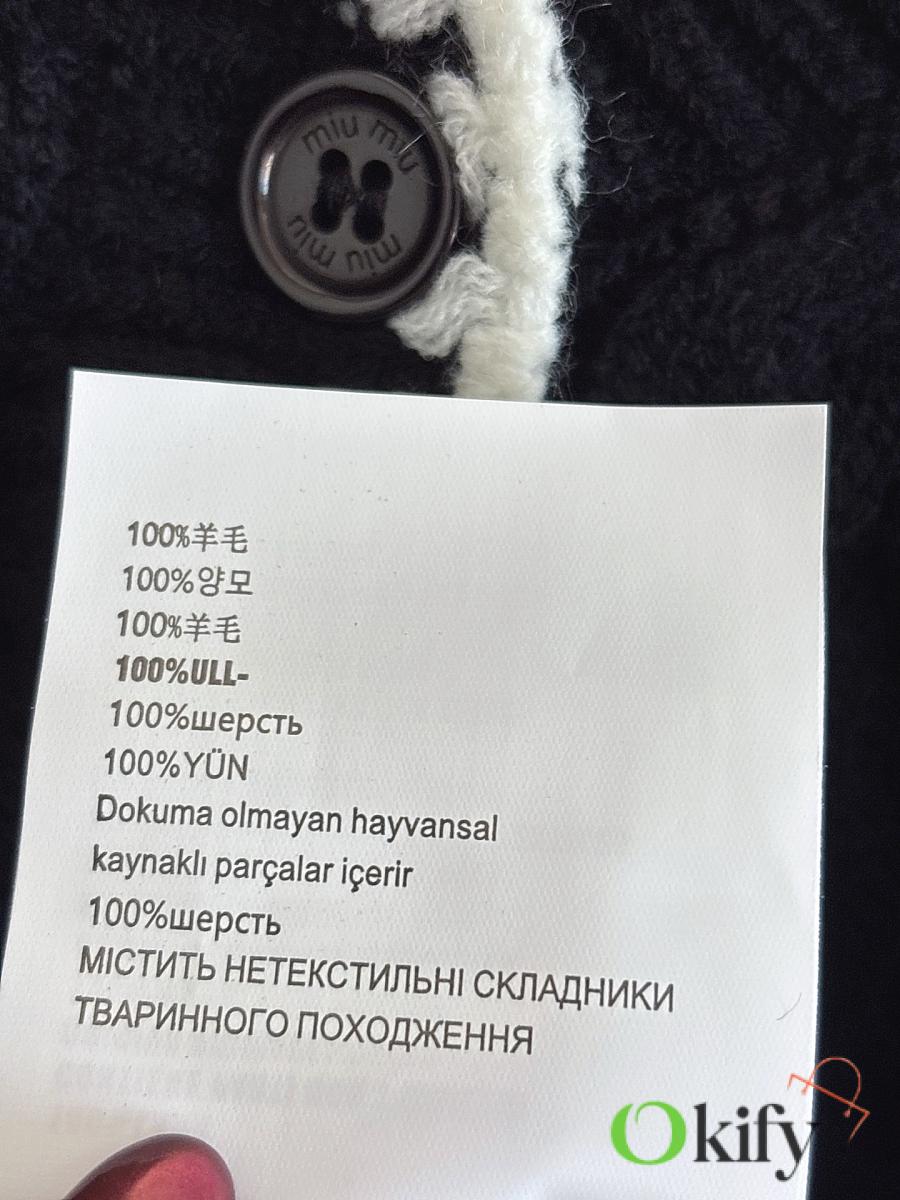 miu miu
miu miu
100%羊毛
100%양모
100%羊毛
100%ULL-
100%шерсть
100%YÜN
Dokuma olmayan hayvansal
kaynaklı parçalar içerir
100%шерсть
МІСТИТЬ НЕТЕКСТИЛЬНІ СКЛАДНИКИ
ТВАРИННОГО ПОХОДЖЕННЯ
Okify